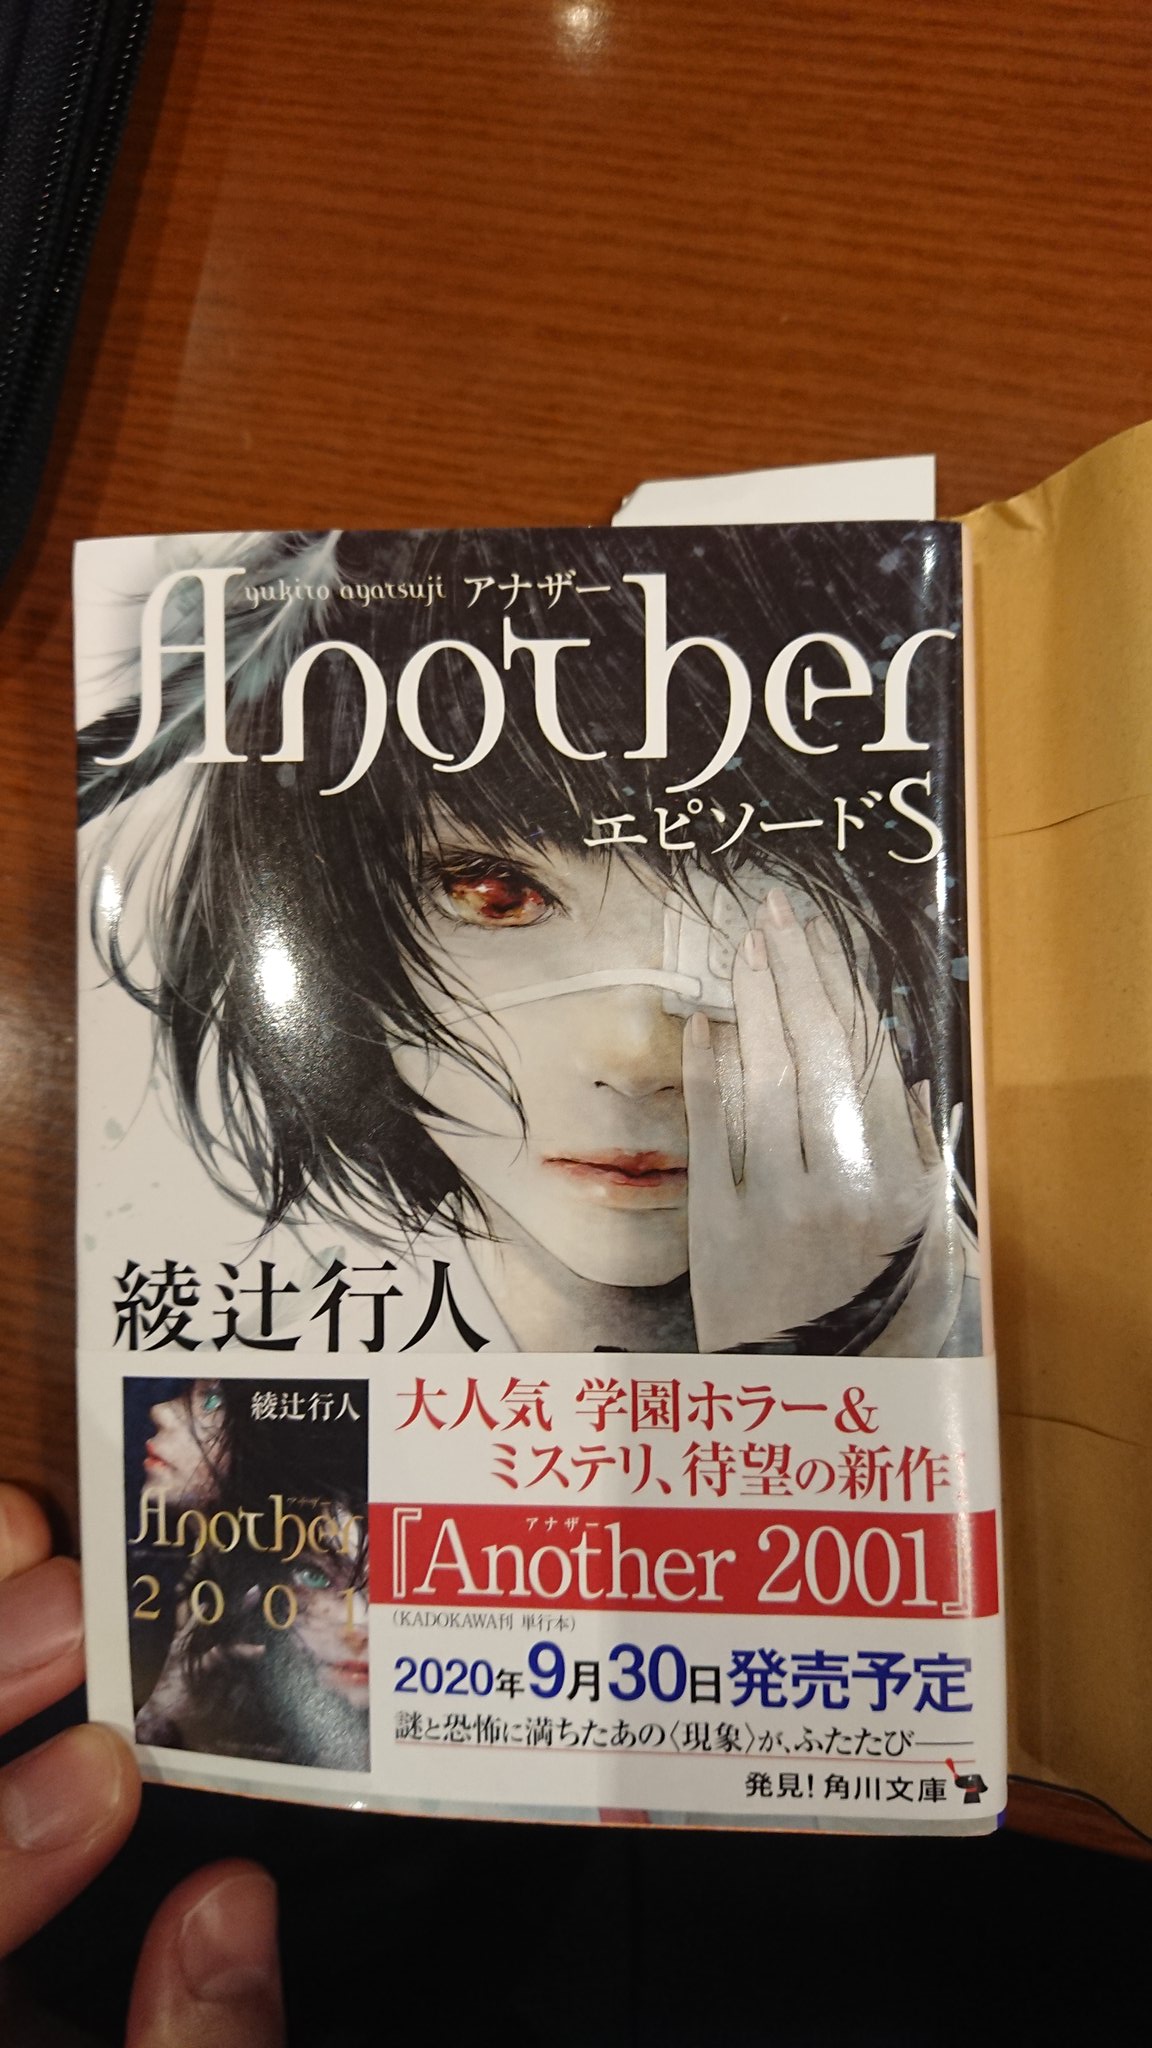 yukito ayatsuji アナザー
Another
エピソードS
綾辻行人
綾辻行人
アナザー
Another
2001
大人気 学園ホラー&
ミステリ、待望の新作!
アナザー
『Another 2001』
(KADOKAWA刊 単行本)
2020年9月30日発売予定
謎と恐怖に満ちたあの〈現象〉が、ふたたび——
発見!角川文庫